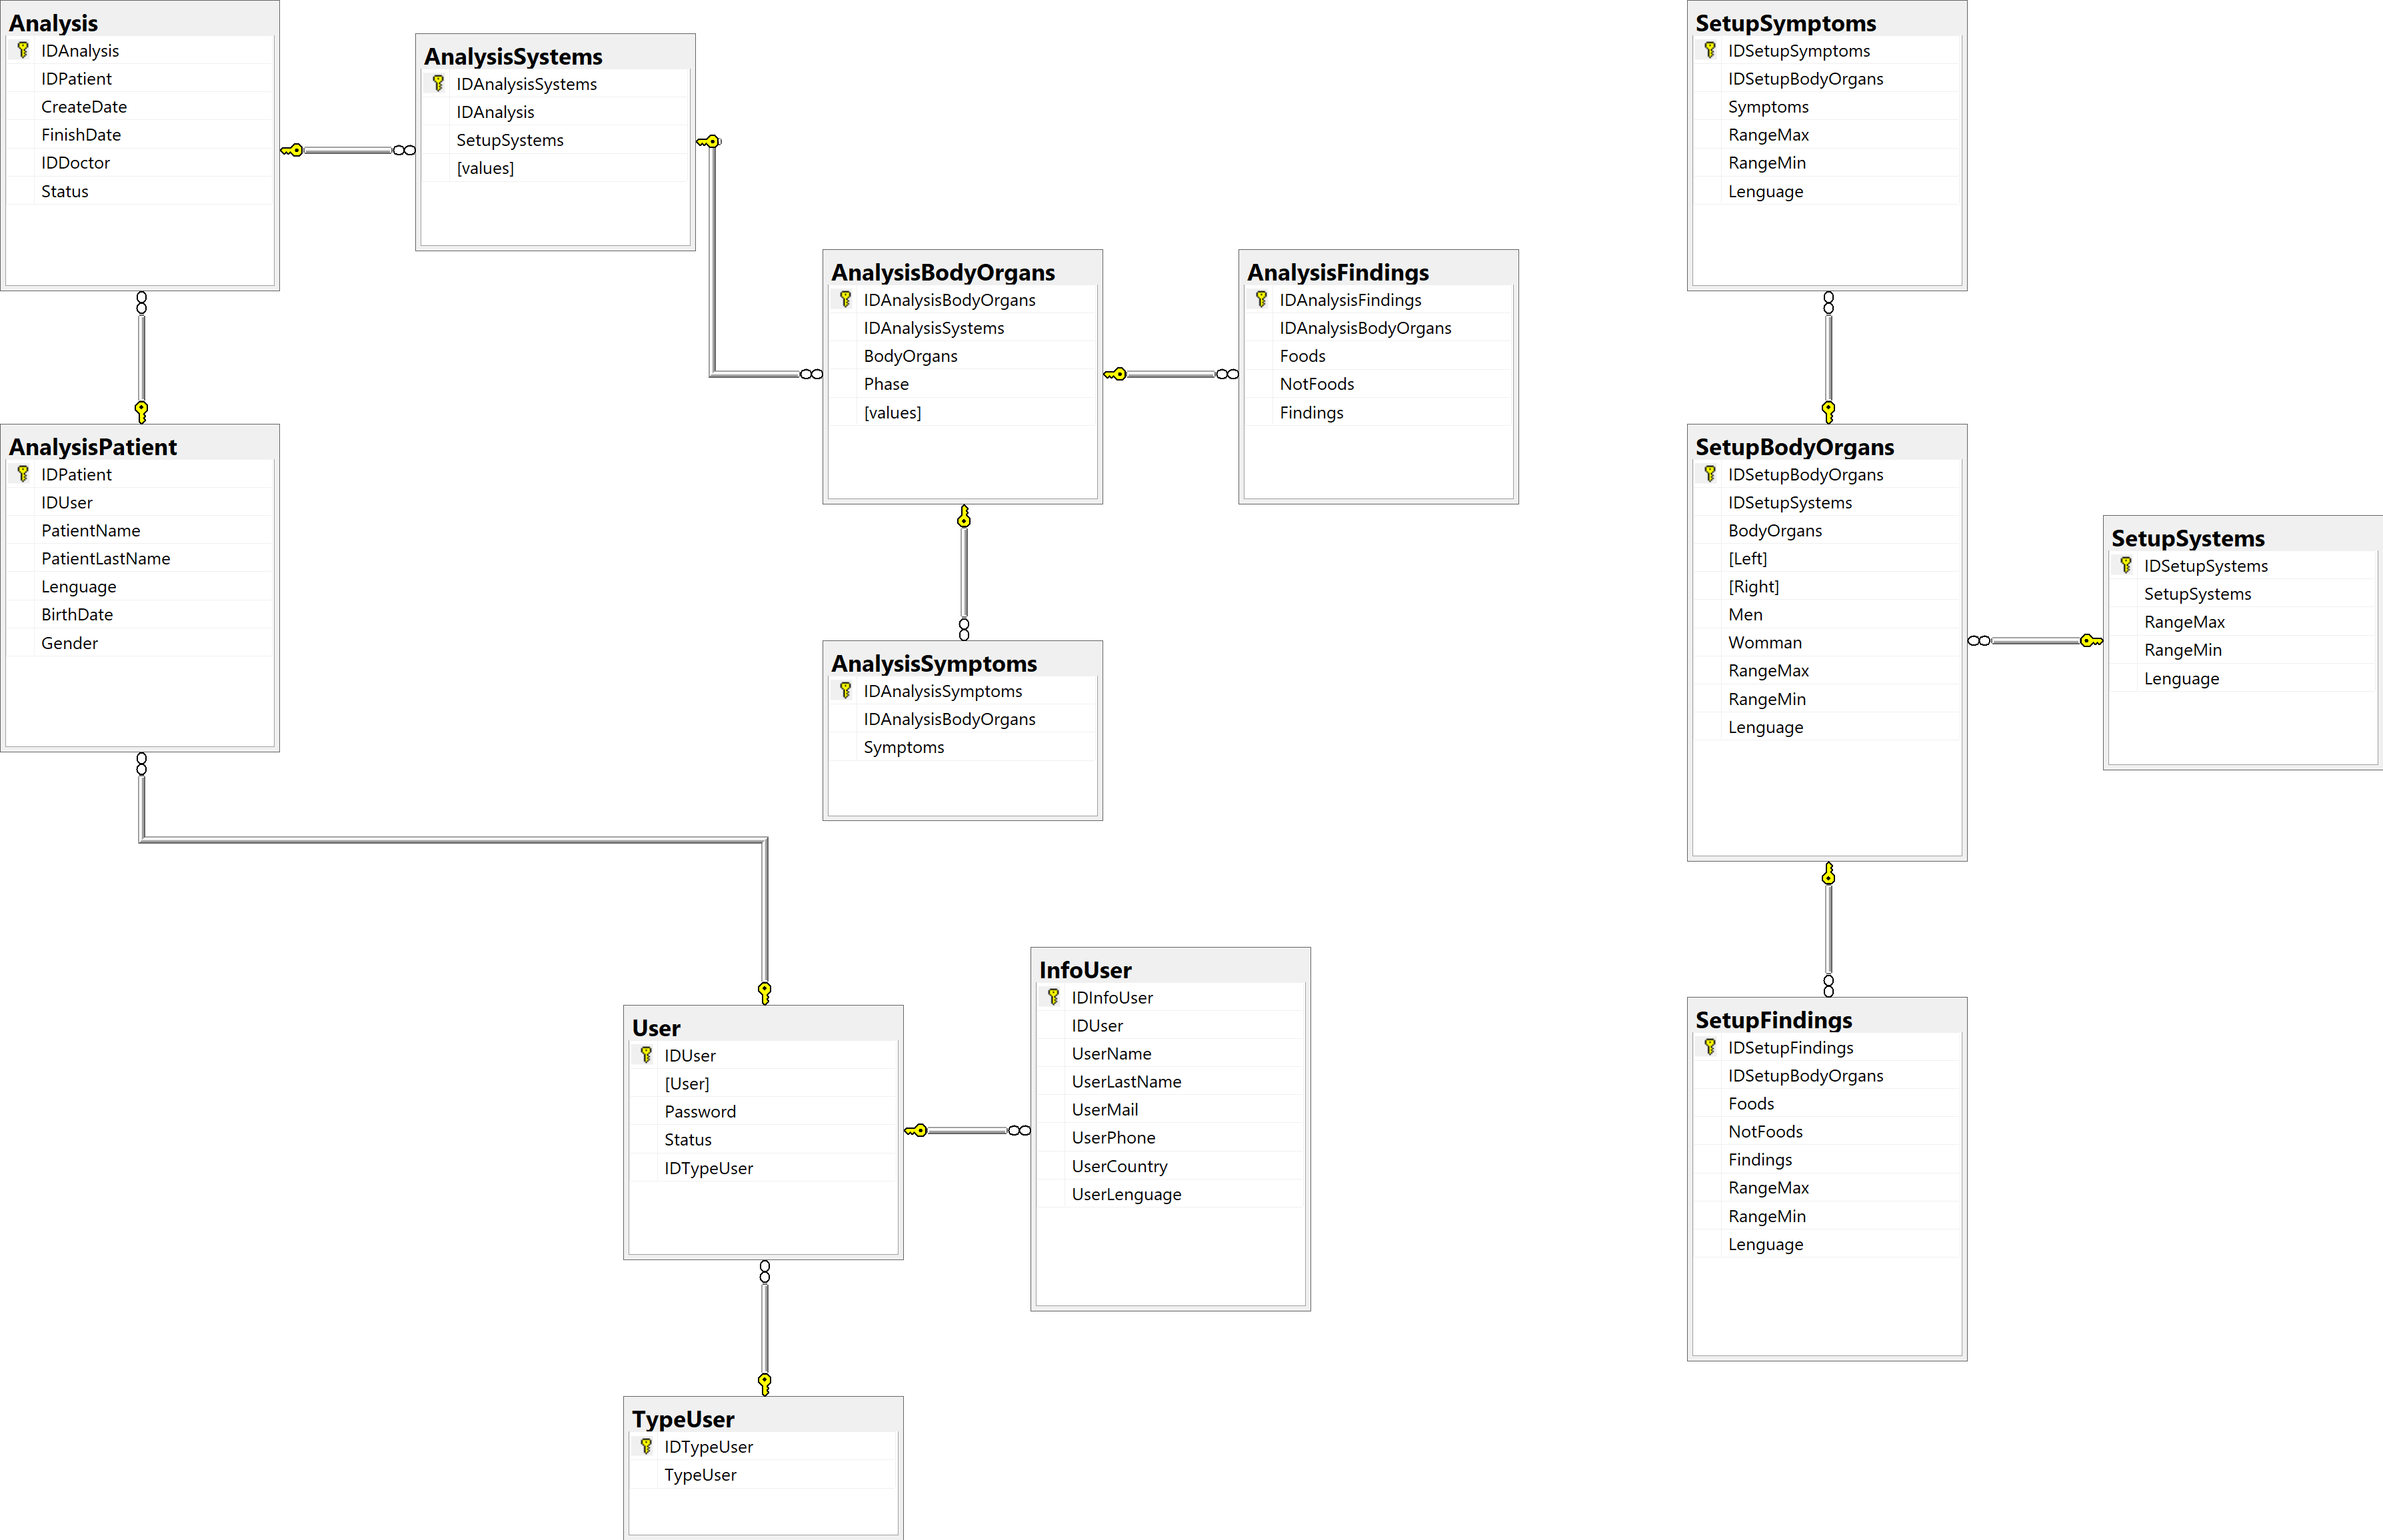 Analysis
IDAnalysis
IDPatient
CreateDate
FinishDate
IDDoctor
Status
AnalysisSystems
IDAnalysisSystems
IDAnalysis
SetupSystems
[values]
AnalysisBodyOrgans
IDAnalysisBodyOrgans
IDAnalysisSystems
BodyOrgans
Phase
[values]
AnalysisFindings
IDAnalysisFindings
IDAnalysisBodyOrgans
Foods
NotFoods
Findings
SetupSymptoms
IDSetupSymptoms
IDSetupBodyOrgans
Symptoms
RangeMax
RangeMin
Lenguage
AnalysisPatient
IDPatient
IDUser
PatientName
PatientLastName
Lenguage
BirthDate
Gender
AnalysisSymptoms
IDAnalysisSymptoms
IDAnalysisBodyOrgans
Symptoms
SetupBodyOrgans
IDSetupBodyOrgans
IDSetupSystems
BodyOrgans
[Left]
[Right]
Men
Womman
RangeMax
RangeMin
Lenguage
SetupSystems
IDSetupSystems
SetupSystems
RangeMax
RangeMin
Lenguage
User
IDUser
[User]
Password
Status
IDTypeUser
InfoUser
IDInfoUser
IDUser
UserName
UserLastName
UserMail
UserPhone
UserCountry
UserLenguage
SetupFindings
IDSetupFindings
IDSetupBodyOrgans
Foods
NotFoods
Findings
RangeMax
RangeMin
Lenguage
TypeUser
IDTypeUser
TypeUser